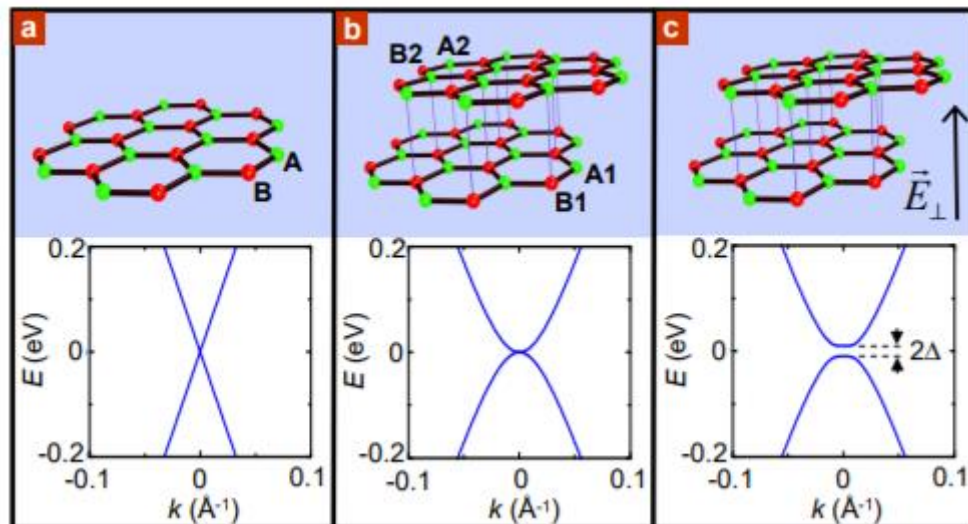 a
A
B
0.2
0
-0.2
E (eV)
-0.1 0 0.1
k (Å⁻¹)
b
B2 A2
A1
B1
0.2
0
-0.2
E (eV)
-0.1 0 0.1
k (Å⁻¹)
c
E⃗⊥
0.2
0
-0.2
E (eV)
2Δ
-0.1 0 0.1
k (Å⁻¹)